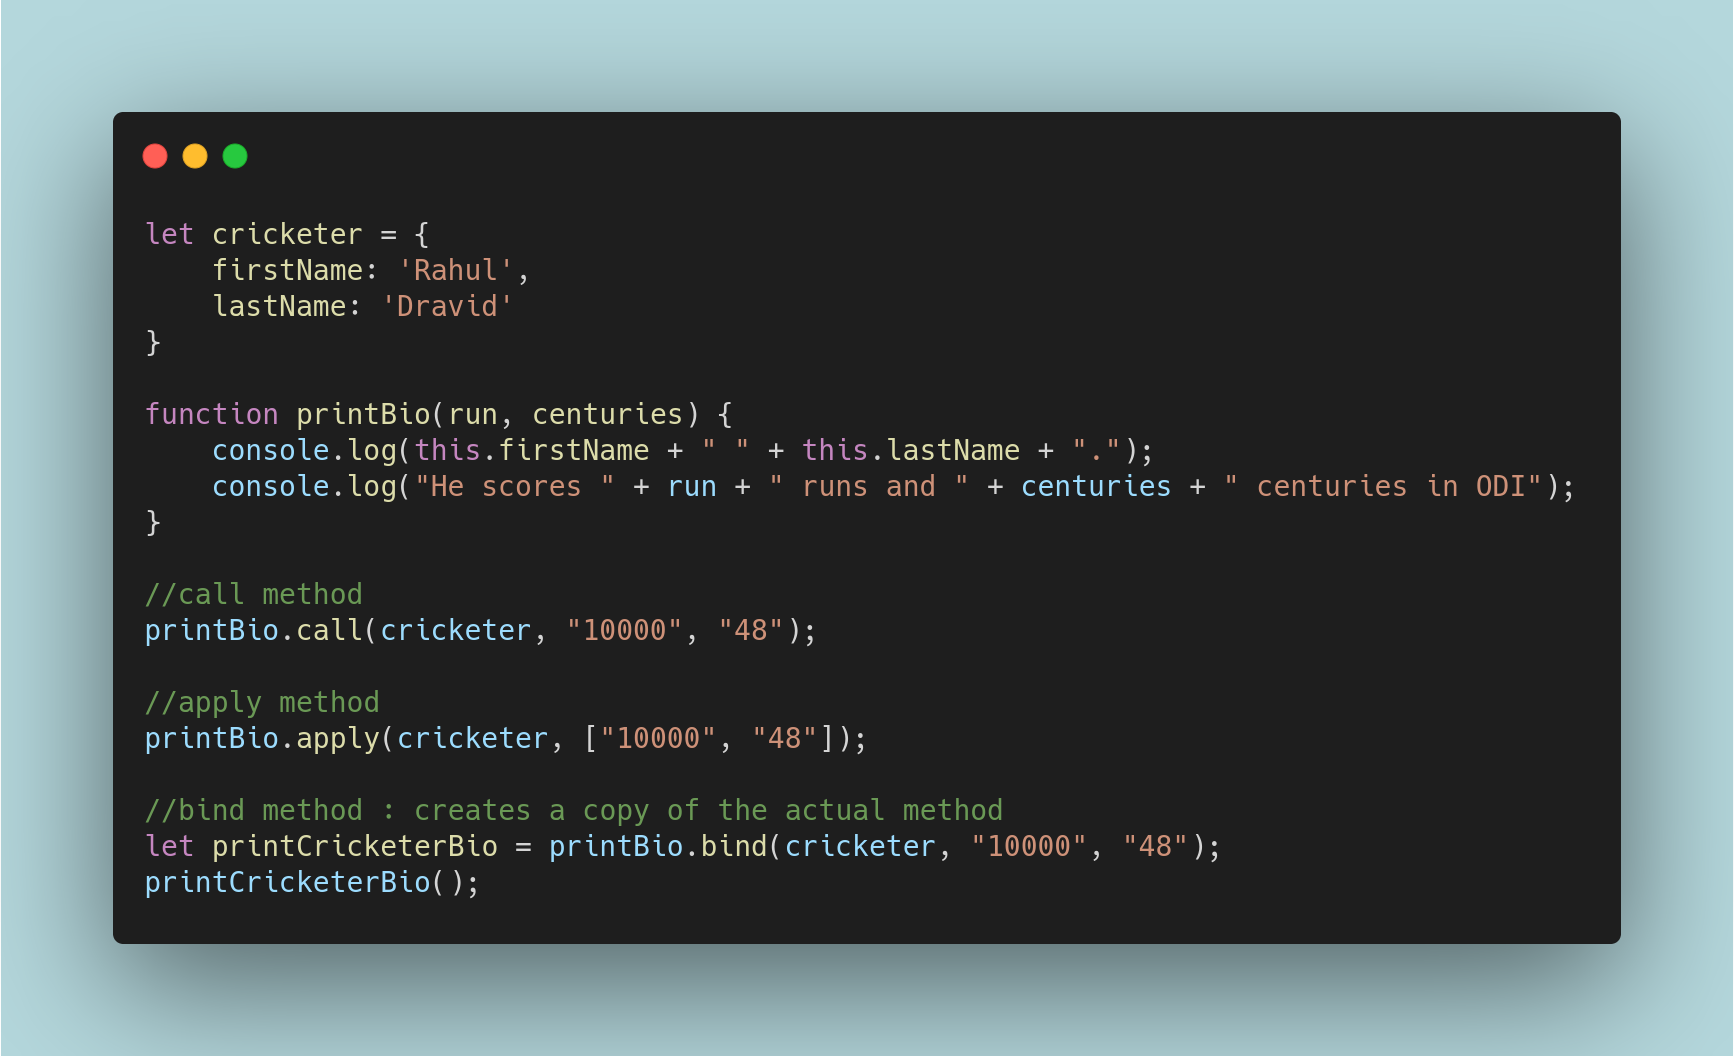 let cricketer = {
    firstName: 'Rahul',
    lastName: 'Dravid'
}

function printBio(run, centuries) {
    console.log(this.firstName + " " + this.lastName + ".");
    console.log("He scores " + run + " runs and " + centuries + " centuries in ODI");
}

//call method
printBio.call(cricketer, "10000", "48");

//apply method
printBio.apply(cricketer, ["10000", "48"]);

//bind method : creates a copy of the actual method
let printCricketerBio = printBio.bind(cricketer, "10000", "48");
printCricketerBio();